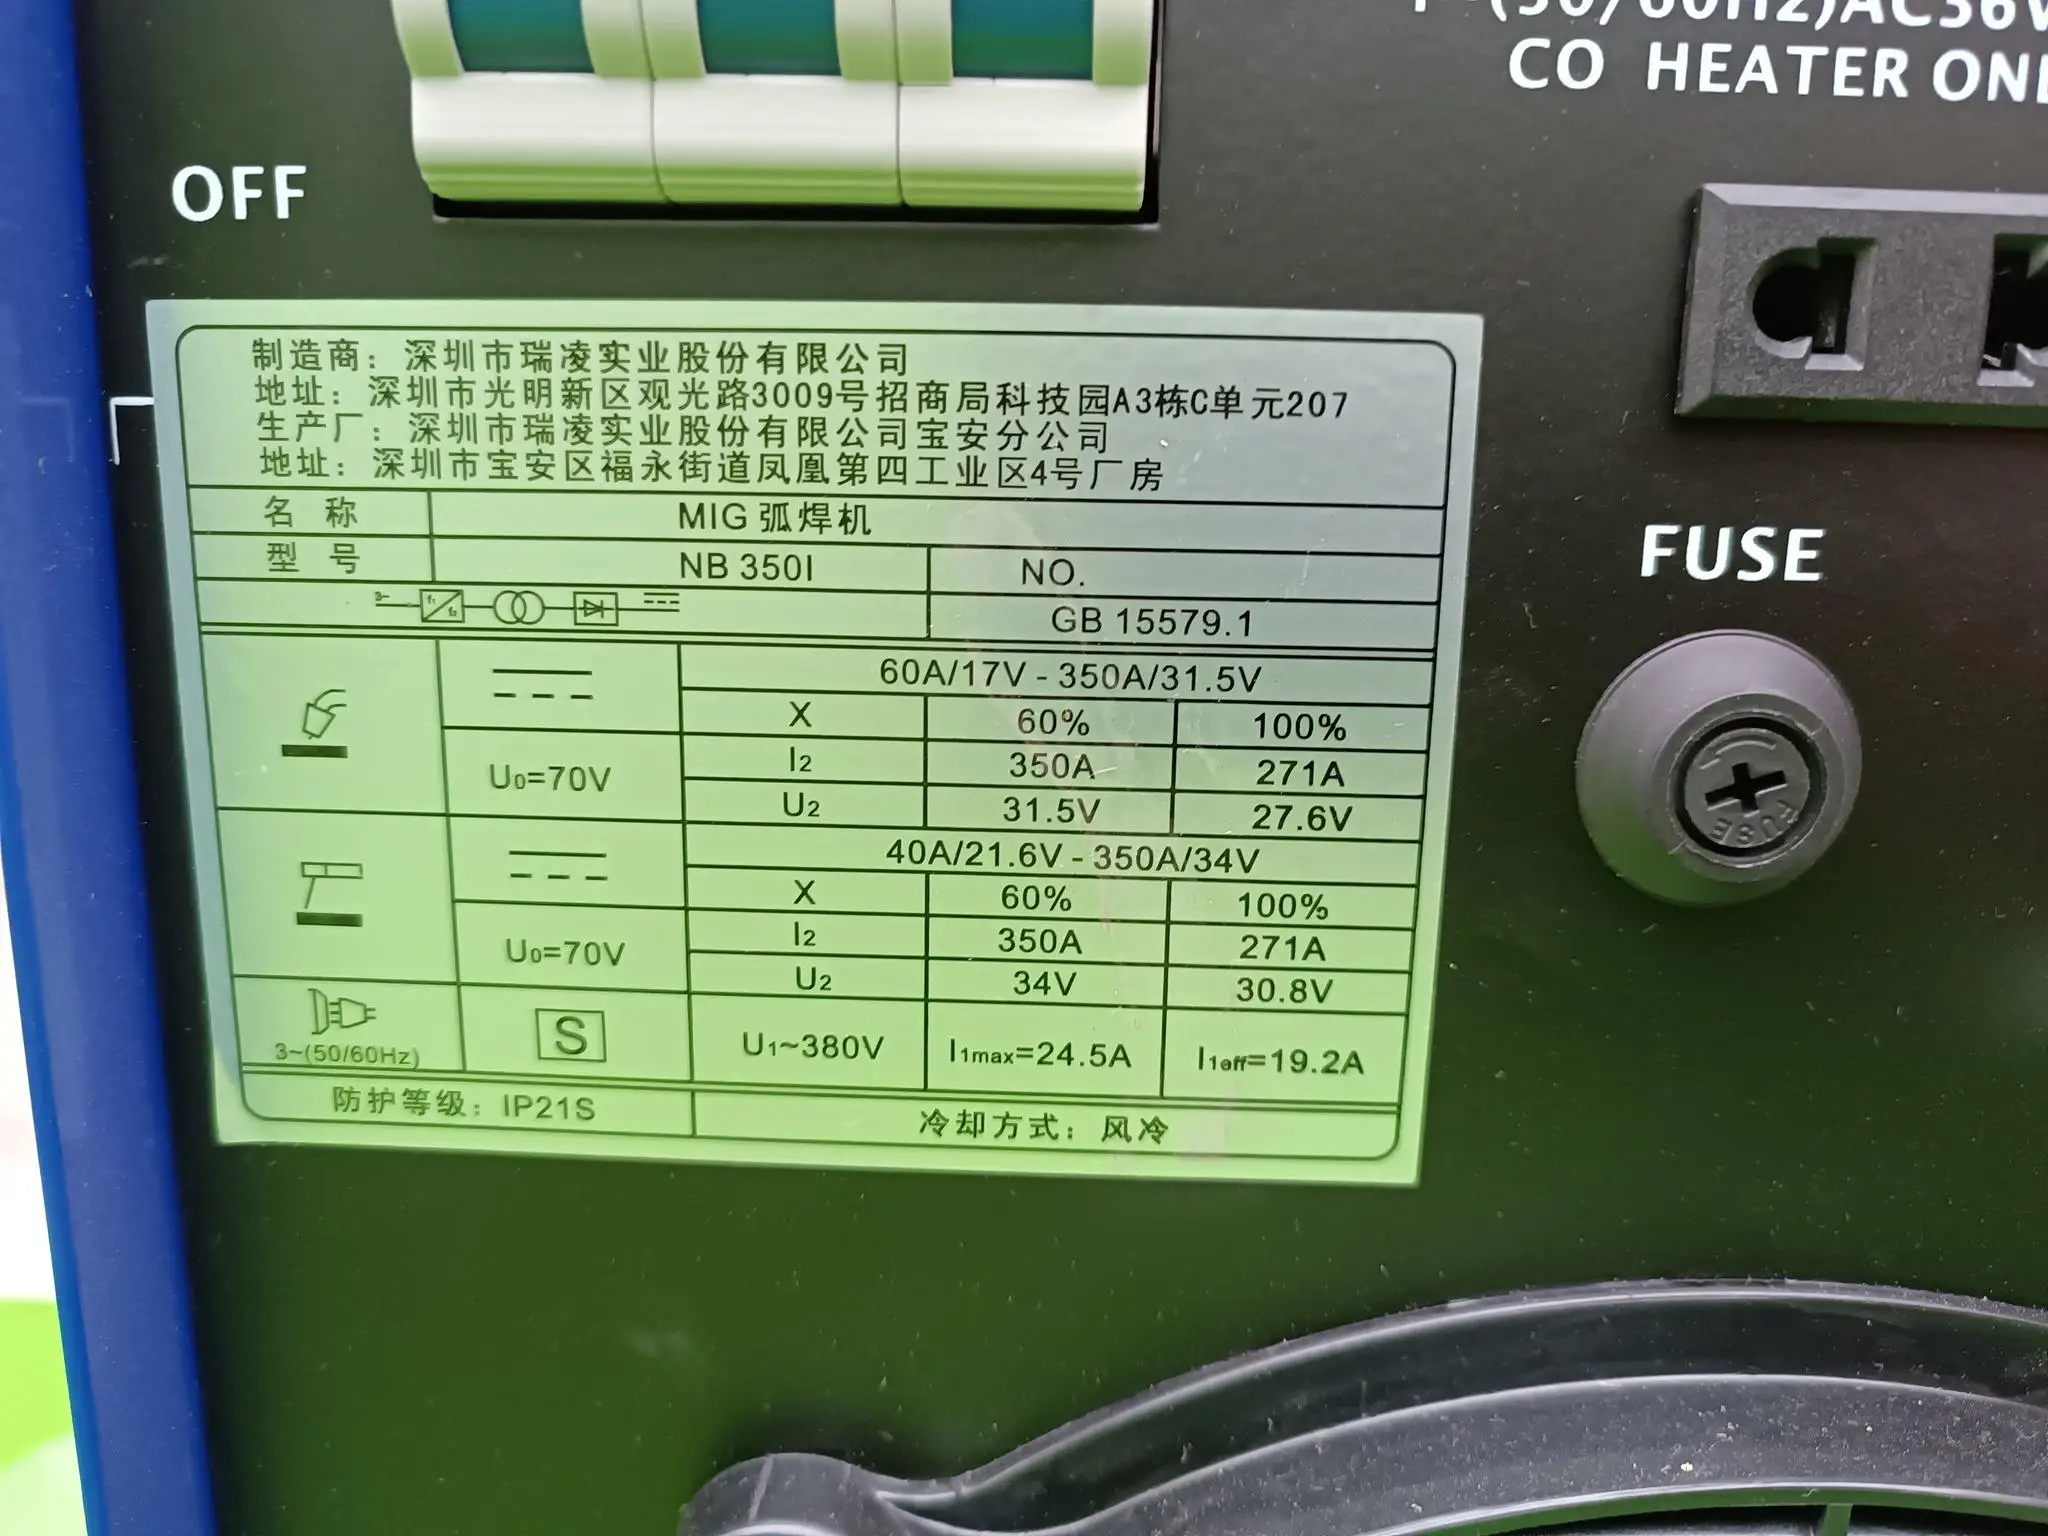 (50/60Hz)AC36V
CO HEATER
OFF
制造商：深圳市瑞凌实业股份有限公司
地址：深圳市光明新区观光路3009号招商局科技园A3栋C单元207
生产厂：深圳市瑞凌实业股份有限公司宝安分公司
地址：深圳市宝安区福永街道凤凰第四工业区4号厂房
名 称 MIG 弧焊机
型 号 NB 350I NO.
3~ f₁ f₂ GB 15579.1
60A/17V - 350A/31.5V
X 60% 100%
U₀=70V I₂ 350A 271A
U₂ 31.5V 27.6V
40A/21.6V - 350A/34V
X 60% 100%
U₀=70V I₂ 350A 271A
U₂ 34V 30.8V
3~(50/60Hz) S U₁~380V I₁max=24.5A I₁eff=19.2A
防护等级：IP21S 冷却方式：风冷
FUSE
FUSE